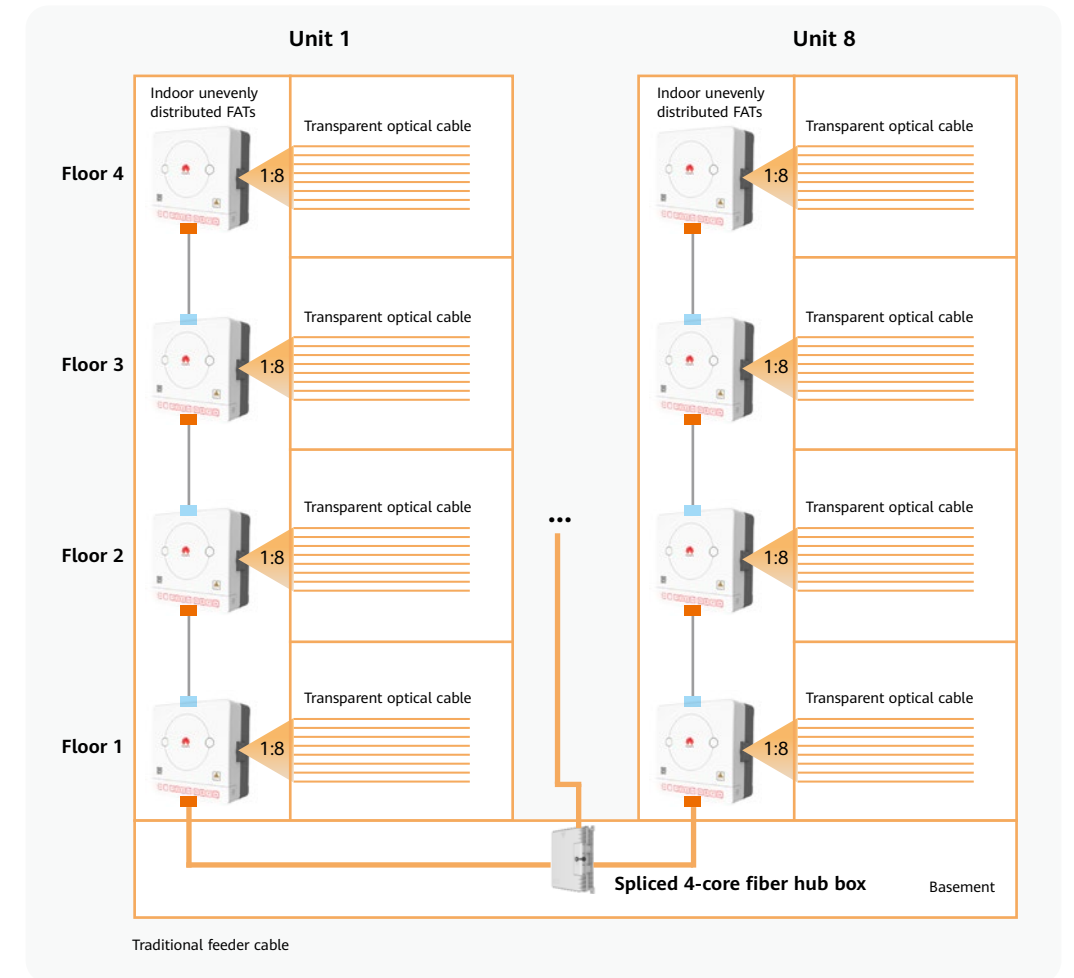 Unit 1
Unit 8
Indoor unevenly
distributed FATs
Transparent optical cable
Indoor unevenly
distributed FATs
Transparent optical cable
Floor 4
1:8
1:8
Transparent optical cable
Transparent optical cable
Floor 3
1:8
1:8
Transparent optical cable
Transparent optical cable
...
Floor 2
1:8
1:8
Transparent optical cable
Transparent optical cable
Floor 1
1:8
1:8
Spliced 4-core fiber hub box
Basement
Traditional feeder cable